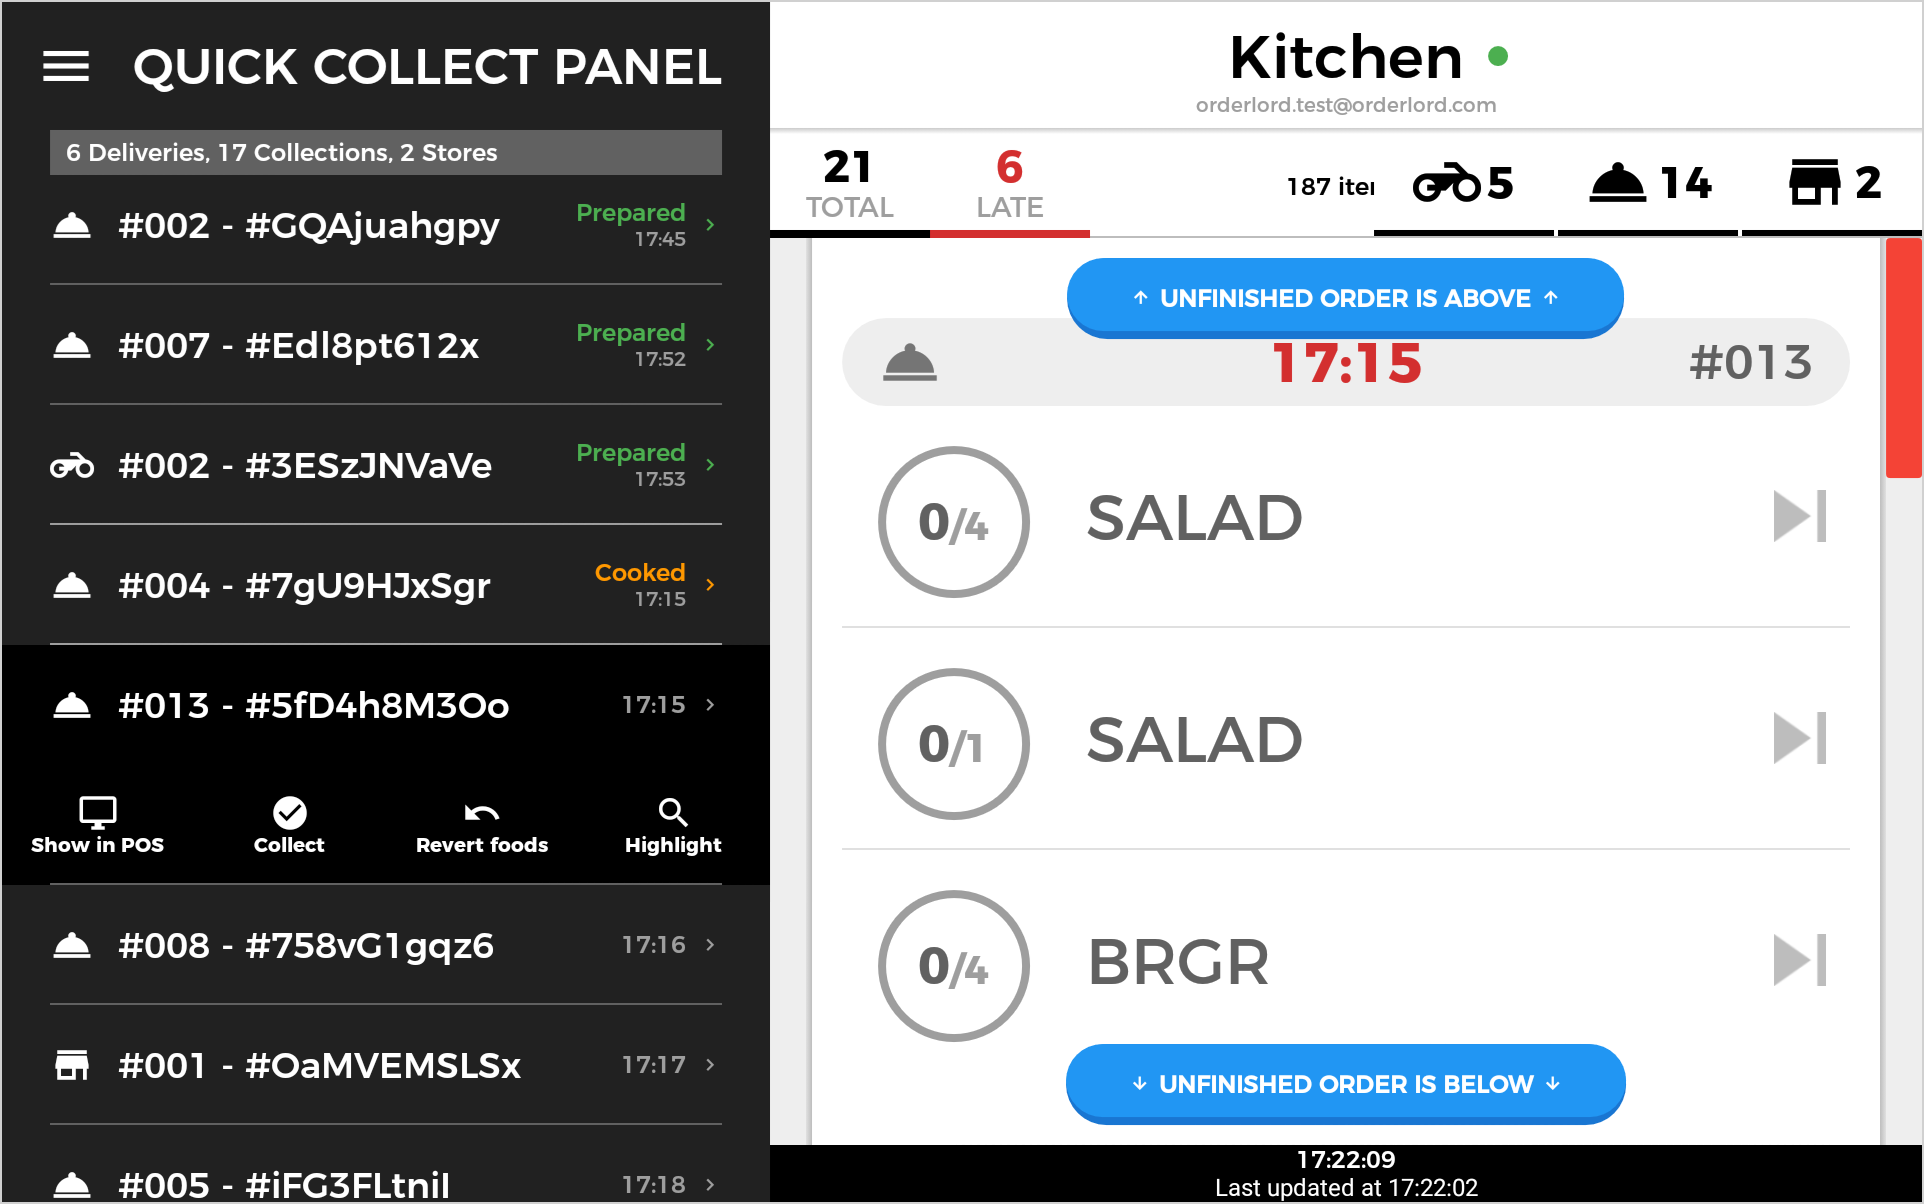 QUICK COLLECT PANEL
6 Deliveries, 17 Collections, 2 Stores
#002 - #GQAjuahgpy Prepared
17:45
#007 - #Edl8pt612x Prepared
17:52
#002 - #3ESzJNVaVe Prepared
17:53
#004 - #7gU9HJxSgr Cooked
17:15
#013 - #5fD4h8M3Oo 17:15
Show in POS Collect Revert foods Highlight
#008 - #758vG1gqz6 17:16
#001 - #OaMVEMSLSx 17:17
#005 - #iFG3FLtnil 17:18
Kitchen
orderlord.test@orderlord.com
21 6
TOTAL LATE
187 iter 5 14 2
↑ UNFINISHED ORDER IS ABOVE ↑
17:15 #013
0/4 SALAD
0/1 SALAD
0/4 BRGR
↓ UNFINISHED ORDER IS BELOW ↓
17:22:09
Last updated at 17:22:02